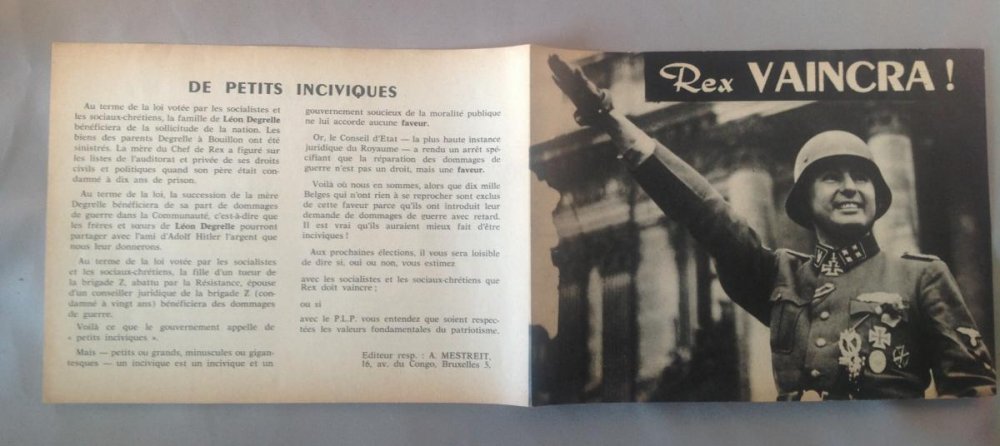 DE PETITS INCIVIQUES
Au terme de la loi votée par les socialistes et
les sociaux-chrétiens, la famille de Léon Degrelle
bénéficiera de la sollicitude de la nation. Les
biens des parents Degrelle à Bouillon ont été
sinistrés. La mère du Chef de Rex a figuré sur
les listes de l'auditorat et privée de ses droits
civils et politiques quand son père était con-
damné à dix ans de prison.
Au terme de la loi, la succession de la mère
Degrelle bénéficiera de sa part de dommages
de guerre dans la Communauté, c'est-à-dire que
les frères et sœurs de Léon Degrelle pourront
partager avec l'ami d'Adolf Hitler l'argent que
nous leur donnerons.
Au terme de la loi votée par les socialistes
et les sociaux-chrétiens, la fille d'un tueur de
la brigade Z, abattu par la Résistance, épouse
d'un conseiller juridique de la brigade Z (con-
damné à vingt ans) bénéficiera des dommages
de guerre.
Voilà ce que le gouvernement appelle de
« petits inciviques ».
Mais — petits ou grands, minuscules ou gigan-
tesques — un incivique est un incivique et un
gouvernement soucieux de la moralité publique
ne lui accorde aucune faveur.
Or, le Conseil d'Etat — la plus haute instance
juridique du Royaume — a rendu un arrêt spé-
cifiant que la réparation des dommages de
guerre n'est pas un droit, mais une faveur.
Voilà où nous en sommes, alors que dix mille
Belges qui n'ont rien à se reprocher sont exclus
de cette faveur parce qu'ils ont introduit leur
demande de dommages de guerre avec retard.
Il est vrai qu'ils auraient mieux fait d'être
inciviques !
Aux prochaines élections, il vous sera loisible
de dire si, oui ou non, vous estimez
avec les socialistes et les sociaux-chrétiens que
Rex doit vaincre ;
ou si
avec le P.L.P. vous entendez que soient respec-
tées les valeurs fondamentales du patriotisme.
Editeur resp. : A. MESTREIT,
16, av. du Congo, Bruxelles 5.
Rex VAINCRA !